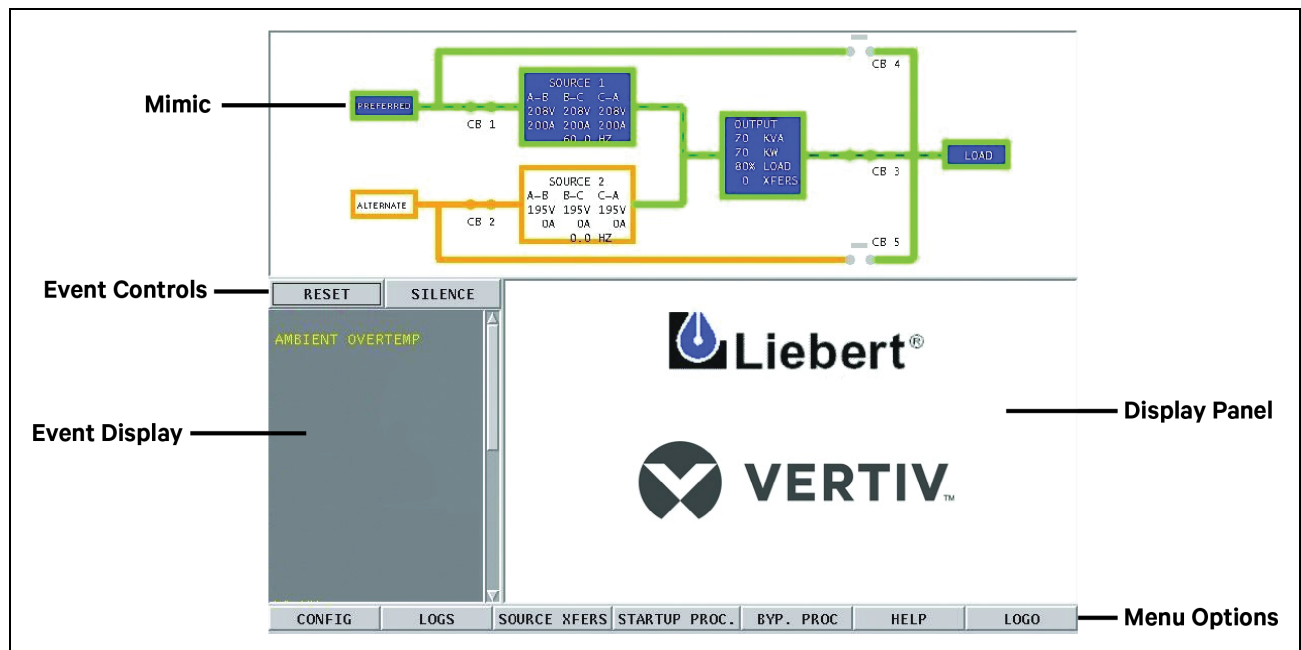 Mimic
PREFERRED
CB 1
SOURCE 1
A-B B-C C-A
208V 208V 208V
200A 200A 200A
60.0 HZ
CB 4
OUTPUT
70 KVA
70 KW
80% LOAD
0 XFERS
CB 3
LOAD
ALTERNATE
CB 2
SOURCE 2
A-B B-C C-A
195V 195V 195V
0A 0A 0A
0.0 HZ
CB 5
Event Controls
RESET SILENCE
AMBIENT OVERTEMP
Event Display
Liebert®
VERTIV™
Display Panel
CONFIG LOGS SOURCE XFERS STARTUP PROC. BYP. PROC HELP LOGO
Menu Options